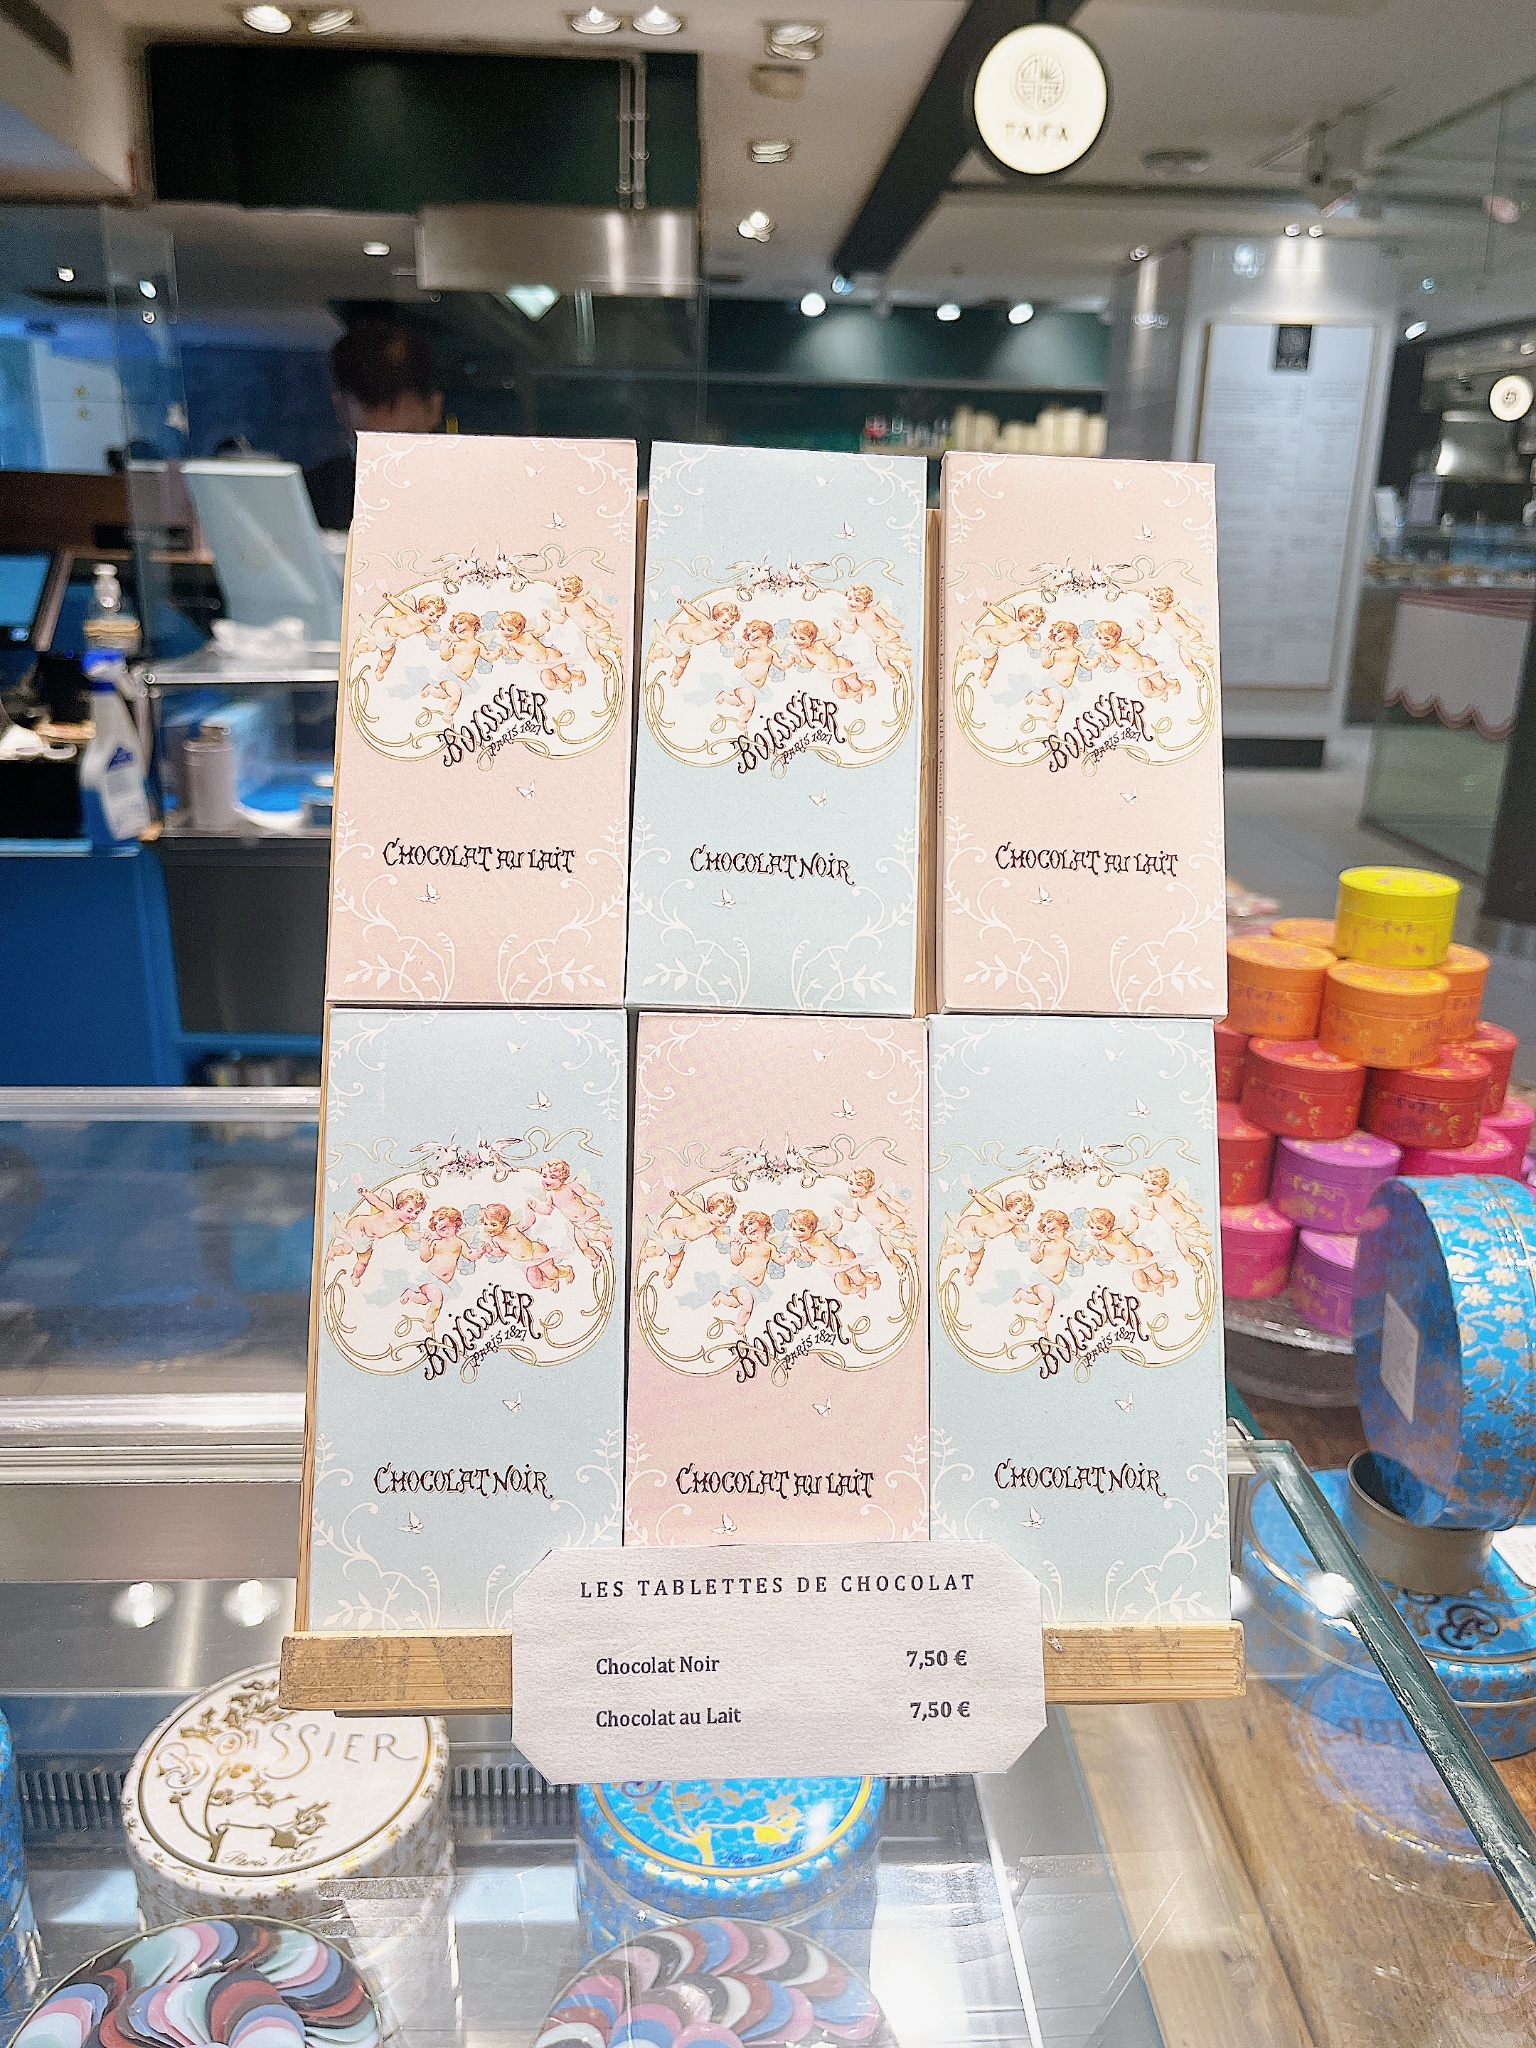 TAFA
BOISSIER
PARIS 1827
CHOCOLAT AU LAIT
BOISSIER
PARIS 1827
CHOCOLAT NOIR
BOISSIER
PARIS 1827
CHOCOLAT AU LAIT
BOISSIER
PARIS 1827
CHOCOLAT NOIR
BOISSIER
PARIS 1827
CHOCOLAT AU LAIT
BOISSIER
PARIS 1827
CHOCOLAT NOIR
LES TABLETTES DE CHOCOLAT
Chocolat Noir 7,50 €
Chocolat au Lait 7,50 €
BOISSIER
Paris 1827